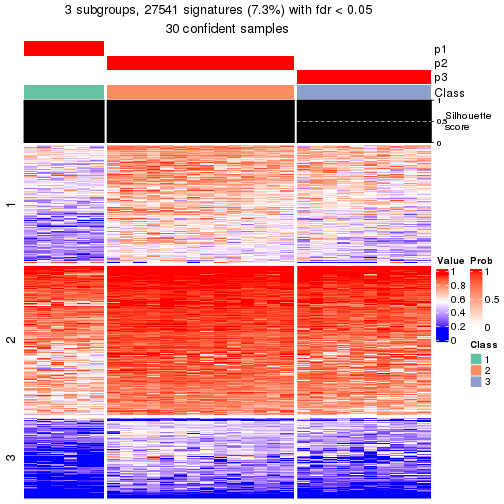 3 subgroups, 27541 signatures (7.3%) with fdr < 0.05
30 confident samples
p1
p2
p3
Class
1
0.5
0
Silhouette
score
1
2
3
Value
1
0.8
0.6
0.4
0.2
0
Prob
1
0.5
0
Class
1
2
3